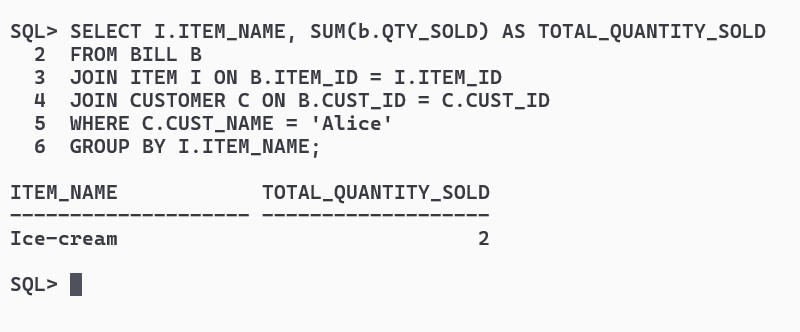 SQL> SELECT I.ITEM_NAME, SUM(b.QTY_SOLD) AS TOTAL_QUANTITY_SOLD
  2  FROM BILL B
  3  JOIN ITEM I ON B.ITEM_ID = I.ITEM_ID
  4  JOIN CUSTOMER C ON B.CUST_ID = C.CUST_ID
  5  WHERE C.CUST_NAME = 'Alice'
  6  GROUP BY I.ITEM_NAME;
ITEM_NAME            TOTAL_QUANTITY_SOLD
-------------------- -------------------
Ice-cream                              2
SQL>